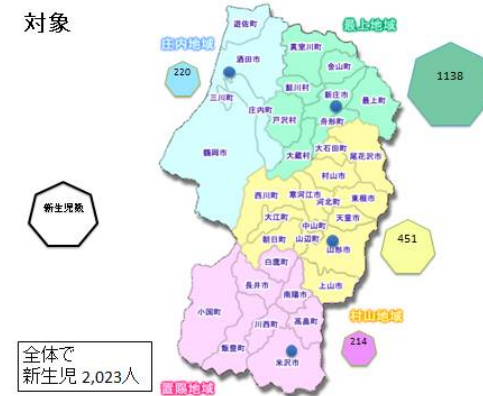 対象
庄内地域
最上地域
遊佐町
真室川町
酒田市
金山町
220
1138
鮭川村
新庄市
三川町
最上町
庄内町
戸沢村
舟形町
鶴岡市
大蔵村
大石田町
尾花沢市
村山市
新生児数
西川町
寒河江市
東根市
河北町
大江町
天童市
中山町
451
朝日町
山辺町
山形市
白鷹町
上山市
長井市
南陽市
小国町
村山地域
川西町
高畠町
214
飯豊町
米沢市
全体で
新生児 2,023人
置賜地域